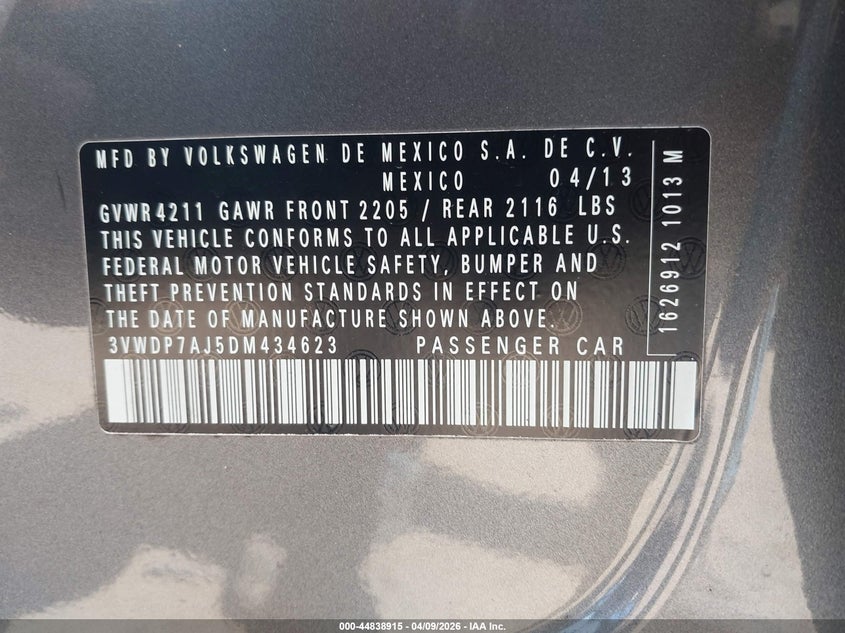 MFD BY VOLKSWAGEN DE MEXICO S.A. DE C.V.
MEXICO 04/13
GVWR 4211 GAWR FRONT 2205 / REAR 2116 LBS
THIS VEHICLE CONFORMS TO ALL APPLICABLE U.S.
FEDERAL MOTOR VEHICLE SAFETY, BUMPER AND
THEFT PREVENTION STANDARDS IN EFFECT ON
THE DATE OF MANUFACTURE SHOWN ABOVE.
3VWDP7AJ5DM434623 PASSENGER CAR
1626912 1013 M
000-44838915 - 04/09/2026 - IAA Inc.